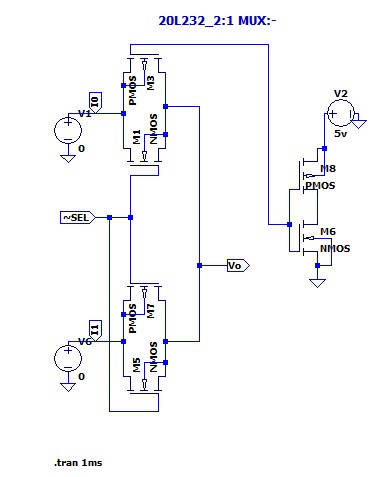 20L232_2:1 MUX:-
V1
0
I0
PMOS
M3
M1
NMOS
V2
5v
M8
PMOS
M6
NMOS
~SEL
Vo
V6
0
I1
PMOS
M7
M5
NMOS
.tran 1ms